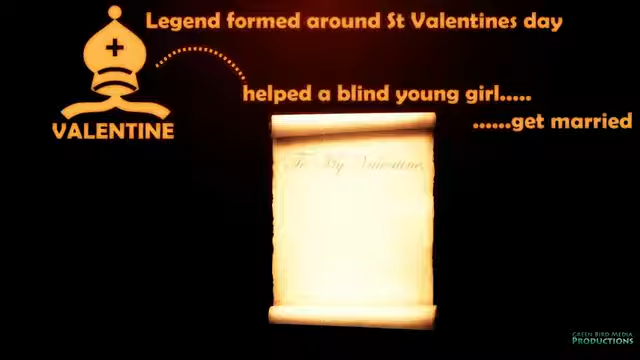 Legend formed around St Valentines day
helped a blind young girl.....
......get married
VALENTINE
To My Valentine
GREEN BIRD MEDIA
PRODUCTIONS